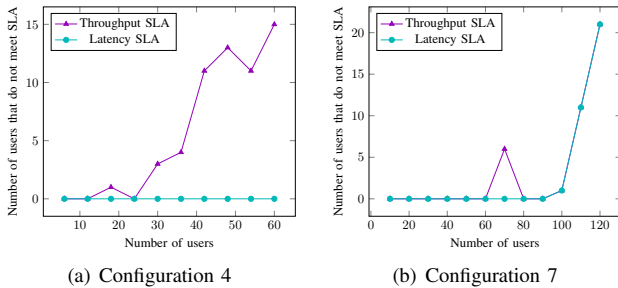 Number of users that do not meet SLA
Throughput SLA
Latency SLA
15
10
5
0
10 20 30 40 50 60
Number of users
(a) Configuration 4
Number of users that do not meet SLA
Throughput SLA
Latency SLA
20
15
10
5
0
0 20 40 60 80 100 120
Number of users
(b) Configuration 7